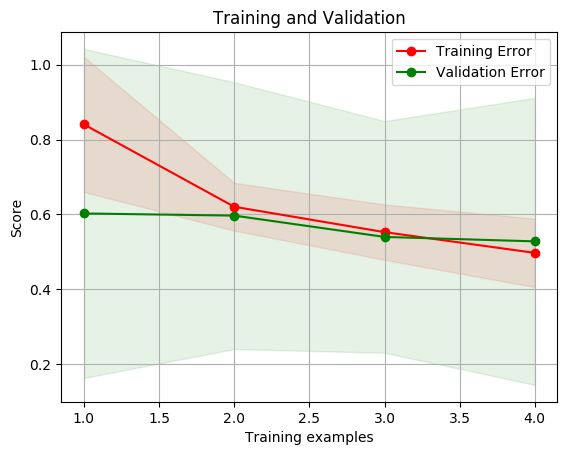 Training and Validation
Training Error
Validation Error
1.0
0.8
0.6
0.4
0.2
Score
1.0
1.5
2.0
2.5
3.0
3.5
4.0
Training examples